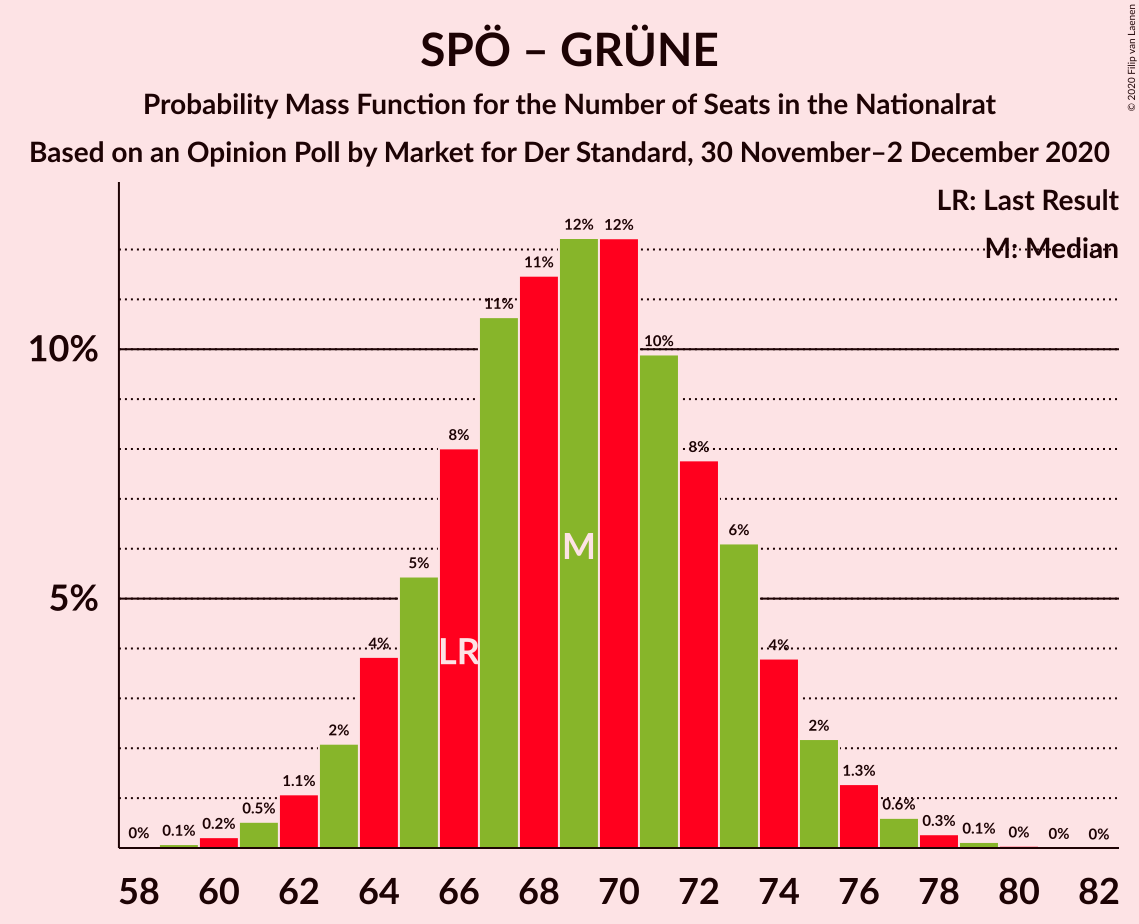 SPÖ – GRÜNE
Probability Mass Function for the Number of Seats in the Nationalrat
Based on an Opinion Poll by Market for Der Standard, 30 November–2 December 2020
© 2020 Filip van Laenen
LR: Last Result
M: Median
10%
5%
0% 0.1% 0.2% 0.5% 1.1% 2% 4% 5% 8% 11% 11% 12% 12% 10% 8% 6% 4% 2% 1.3% 0.6% 0.3% 0.1% 0% 0% 0%
M
LR
58 60 62 64 66 68 70 72 74 76 78 80 82